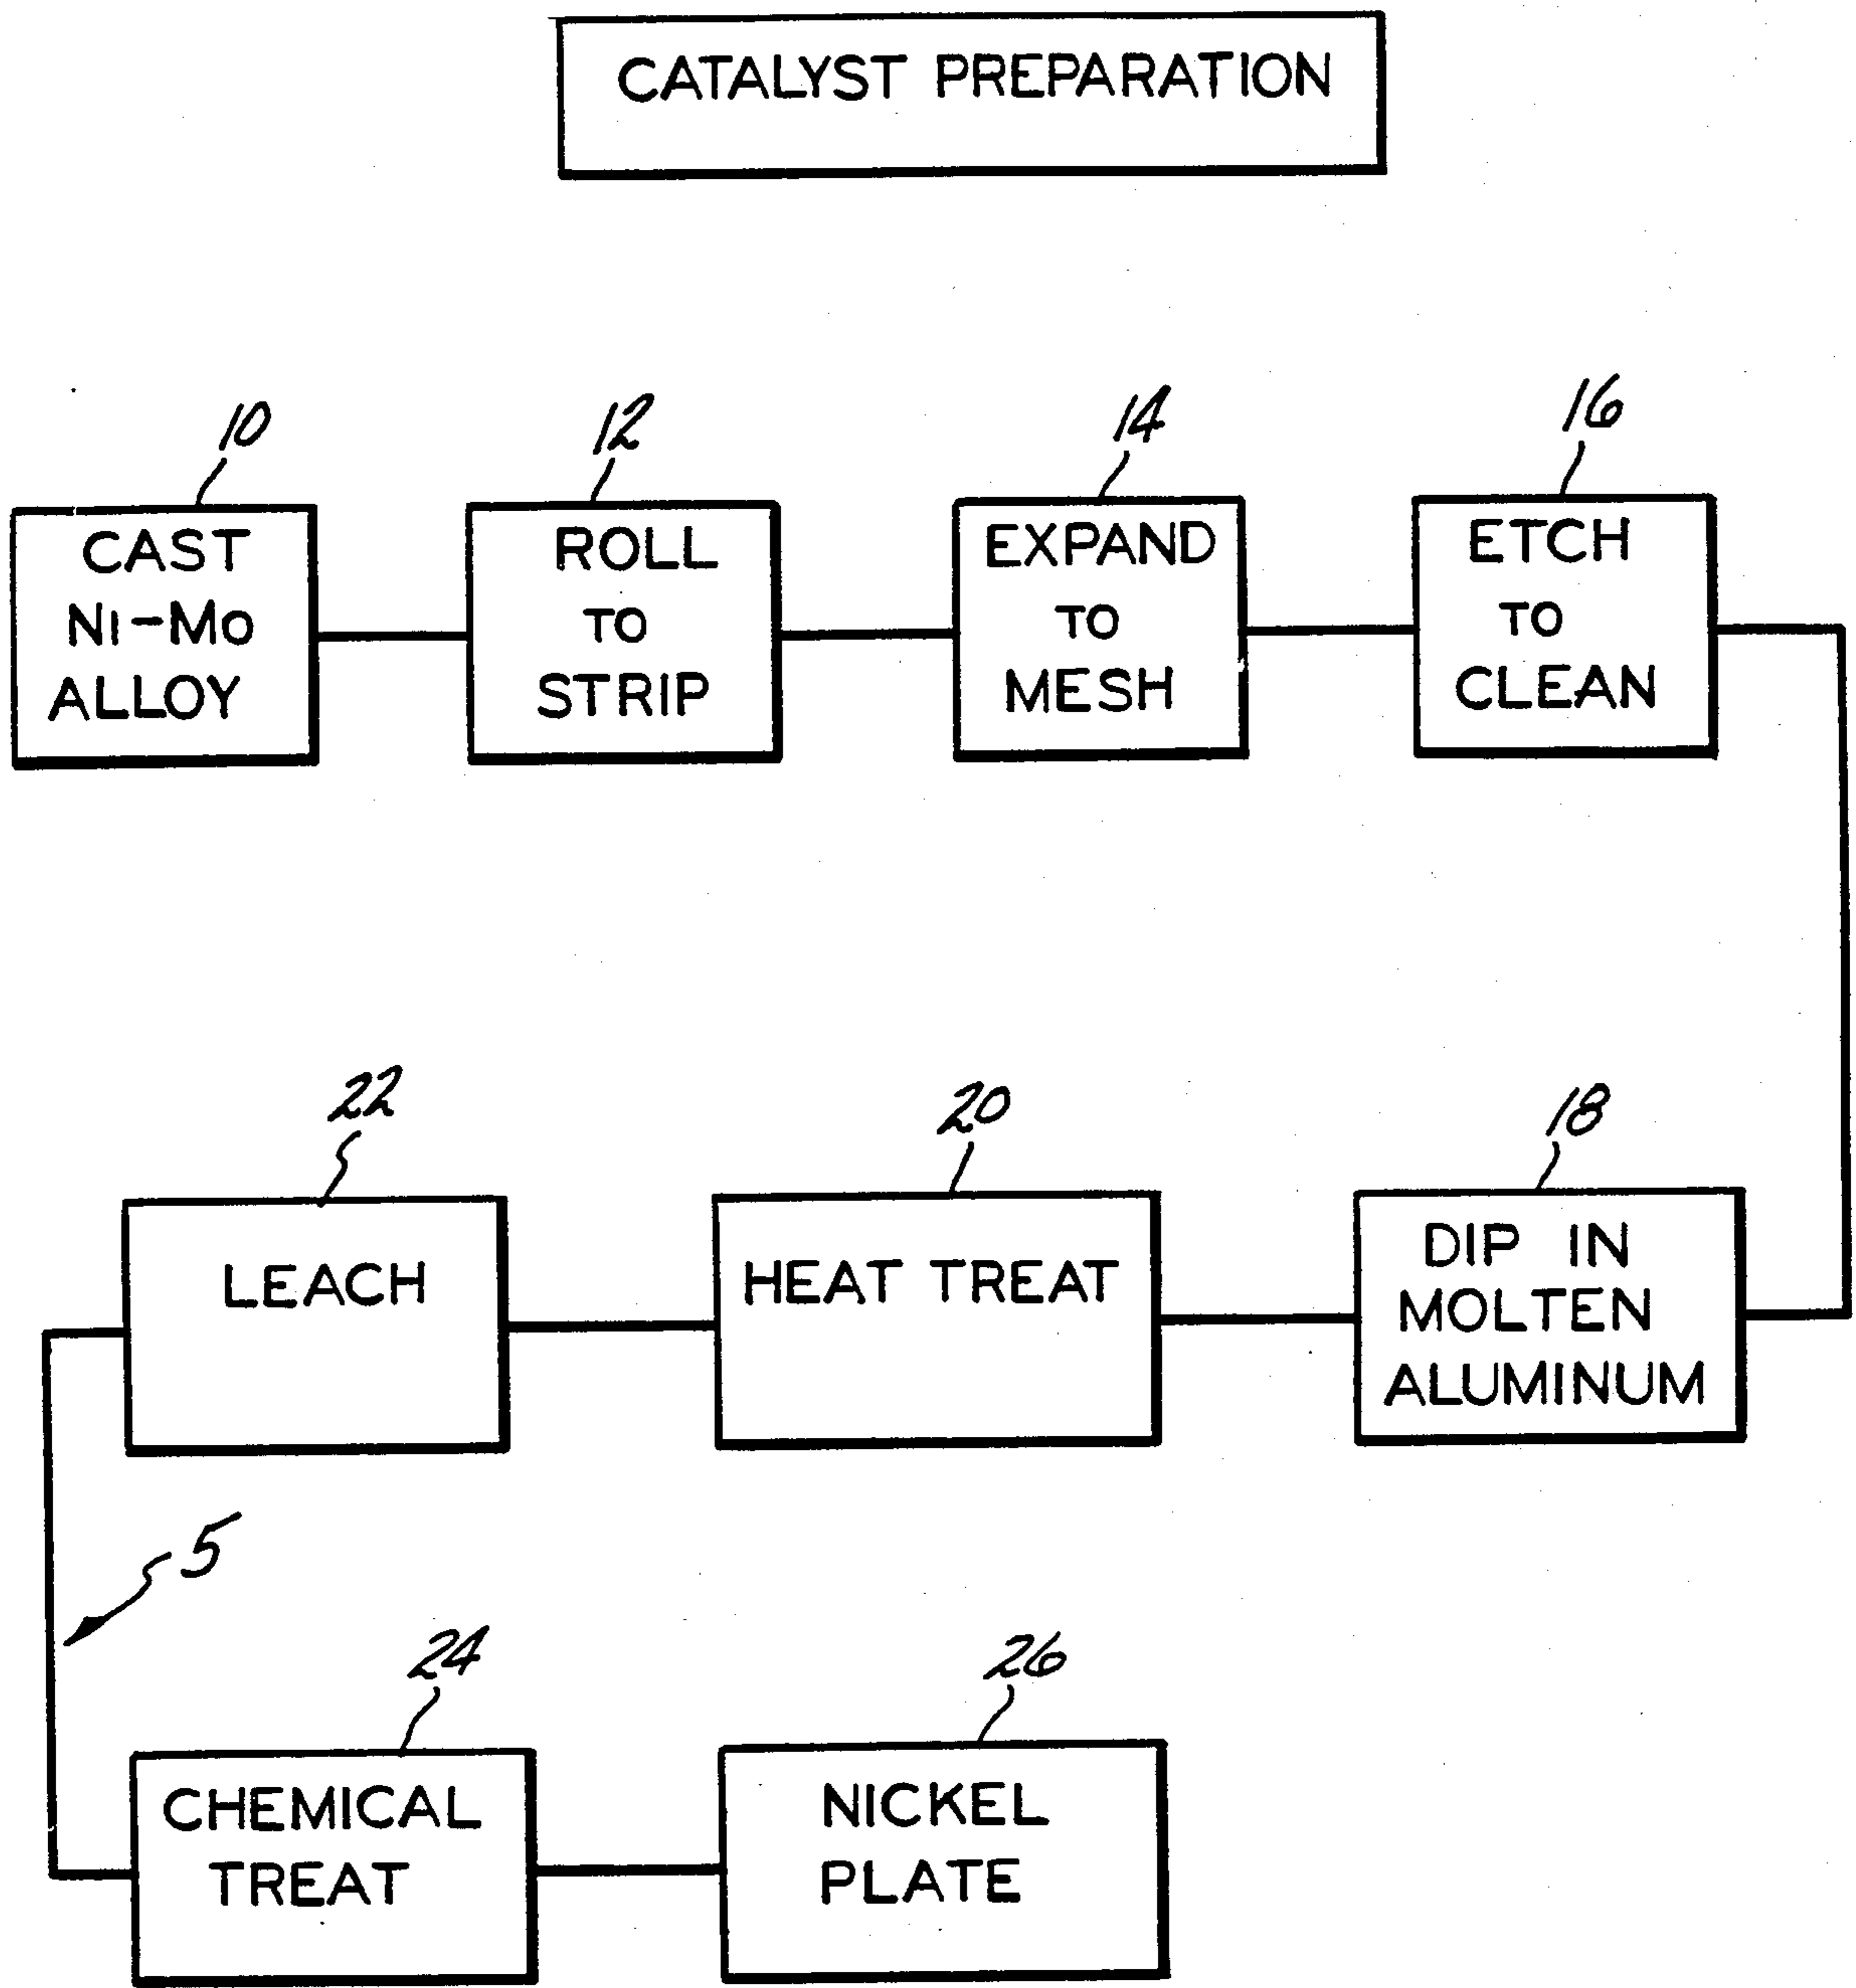 CATALYST PREPARATION
10
12
14
16
CAST
Ni-Mo
ALLOY
ROLL
TO
STRIP
EXPAND
TO
MESH
ETCH
TO
CLEAN
22
20
18
LEACH
HEAT TREAT
DIP IN
MOLTEN
ALUMINUM
5
24
26
CHEMICAL
TREAT
NICKEL
PLATE